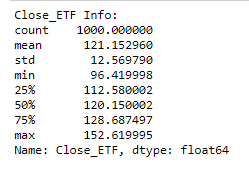 Close_ETF Info:
count    1000.000000
mean      121.152960
std        12.569790
min        96.419998
25%       112.580002
50%       120.150002
75%       128.687497
max       152.619995
Name: Close_ETF, dtype: float64